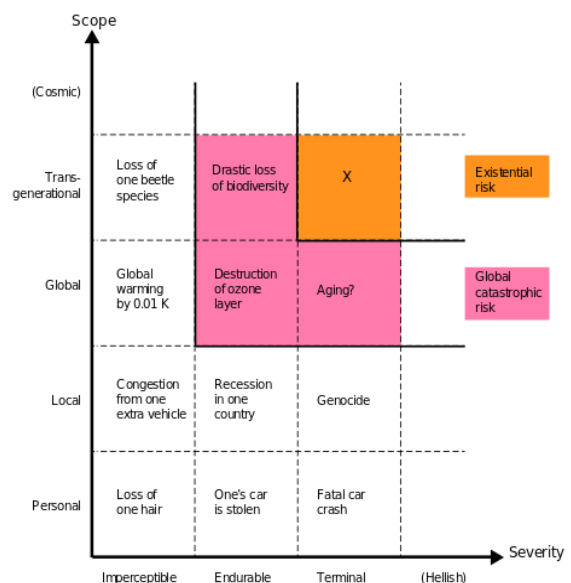 Scope
(Cosmic)
Trans-
generational
Loss of
one beetle
species
Drastic loss
of biodiversity
X
Existential
risk
Global
Global
warming
by 0.01 K
Destruction
of ozone
layer
Aging?
Global
catastrophic
risk
Local
Congestion
from one
extra vehicle
Recession
in one
country
Genocide
Personal
Loss of
one hair
One's car
is stolen
Fatal car
crash
Severity
Imperceptible
Endurable
Terminal
(Hellish)